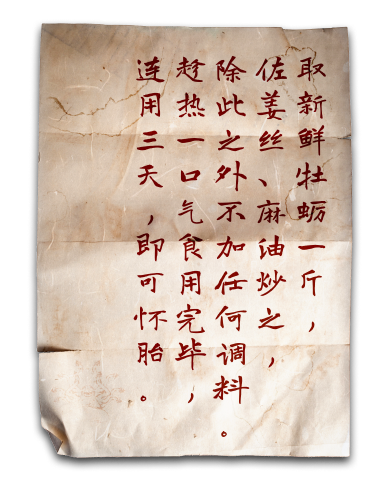 取新鲜牡蛎一斤，
佐姜丝、麻油炒之，
除此之外不加任何调料。
趁热一口气食用完毕，
连用三天，即可怀胎。